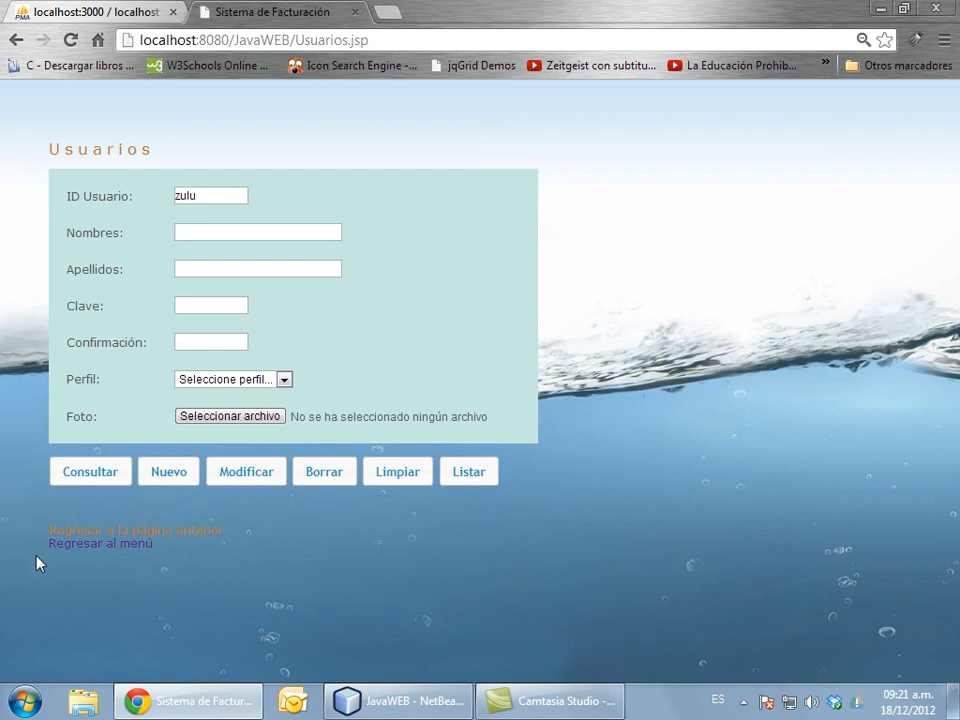 localhost:3000 / localhost
Sistema de Facturación
localhost:8080/JavaWEB/Usuarios.jsp
C - Descargar libros ...
W3Schools Online ...
Icon Search Engine -...
jqGrid Demos
Zeitgeist con subtitu...
La Educación Prohib...
»
Otros marcadores
Usuarios
ID Usuario: zulu
Nombres:
Apellidos:
Clave:
Confirmación:
Perfil: Seleccione perfil...
Foto: Seleccionar archivo No se ha seleccionado ningún archivo
Consultar Nuevo Modificar Borrar Limpiar Listar
Regresar a la página anterior
Regresar al menú
Sistema de Factur...
JavaWEB - NetBea...
Camtasia Studio -...
ES
09:21 a.m.
18/12/2012